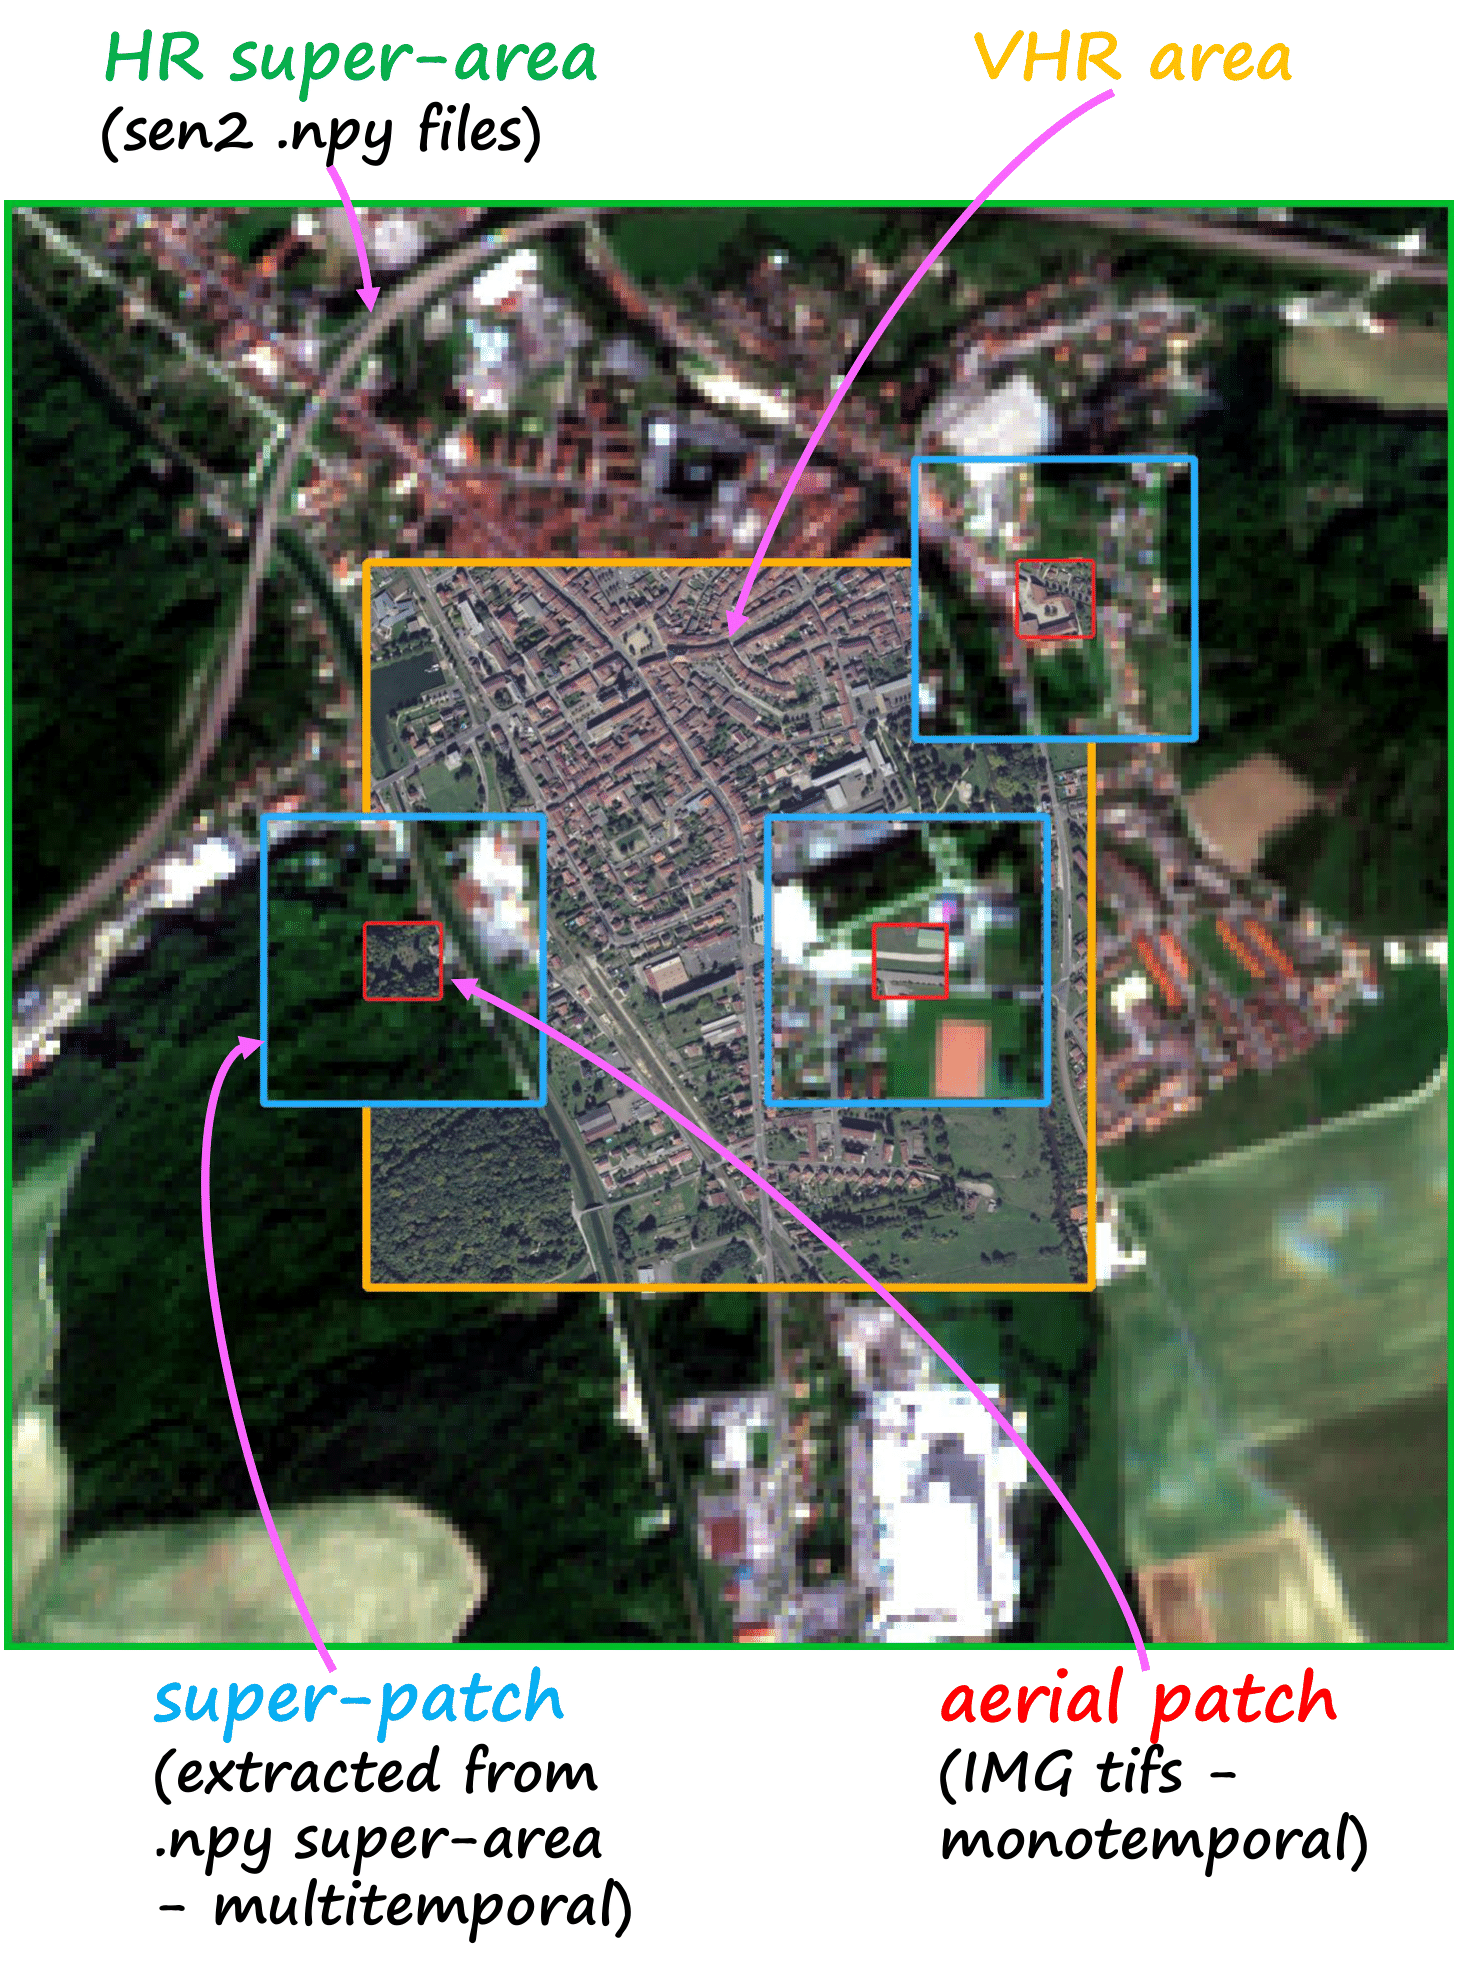 HR super-area
(sen2 .npy files)
VHR area
super-patch
(extracted from
.npy super-area
- multitemporal)
aerial patch
(IMG tifs -
monotemporal)